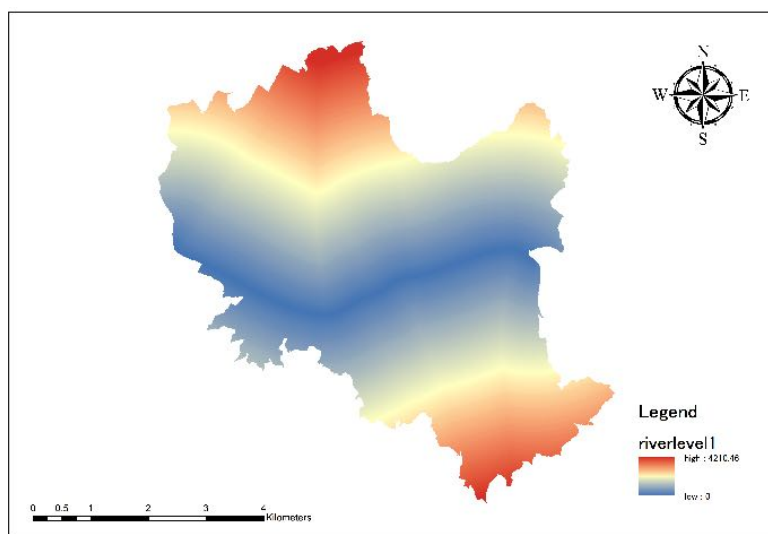 N
W E
S
Legend
riverlevel1
high : 4210.46
low : 0
0 0.5 1 2 3 4
Kilometers